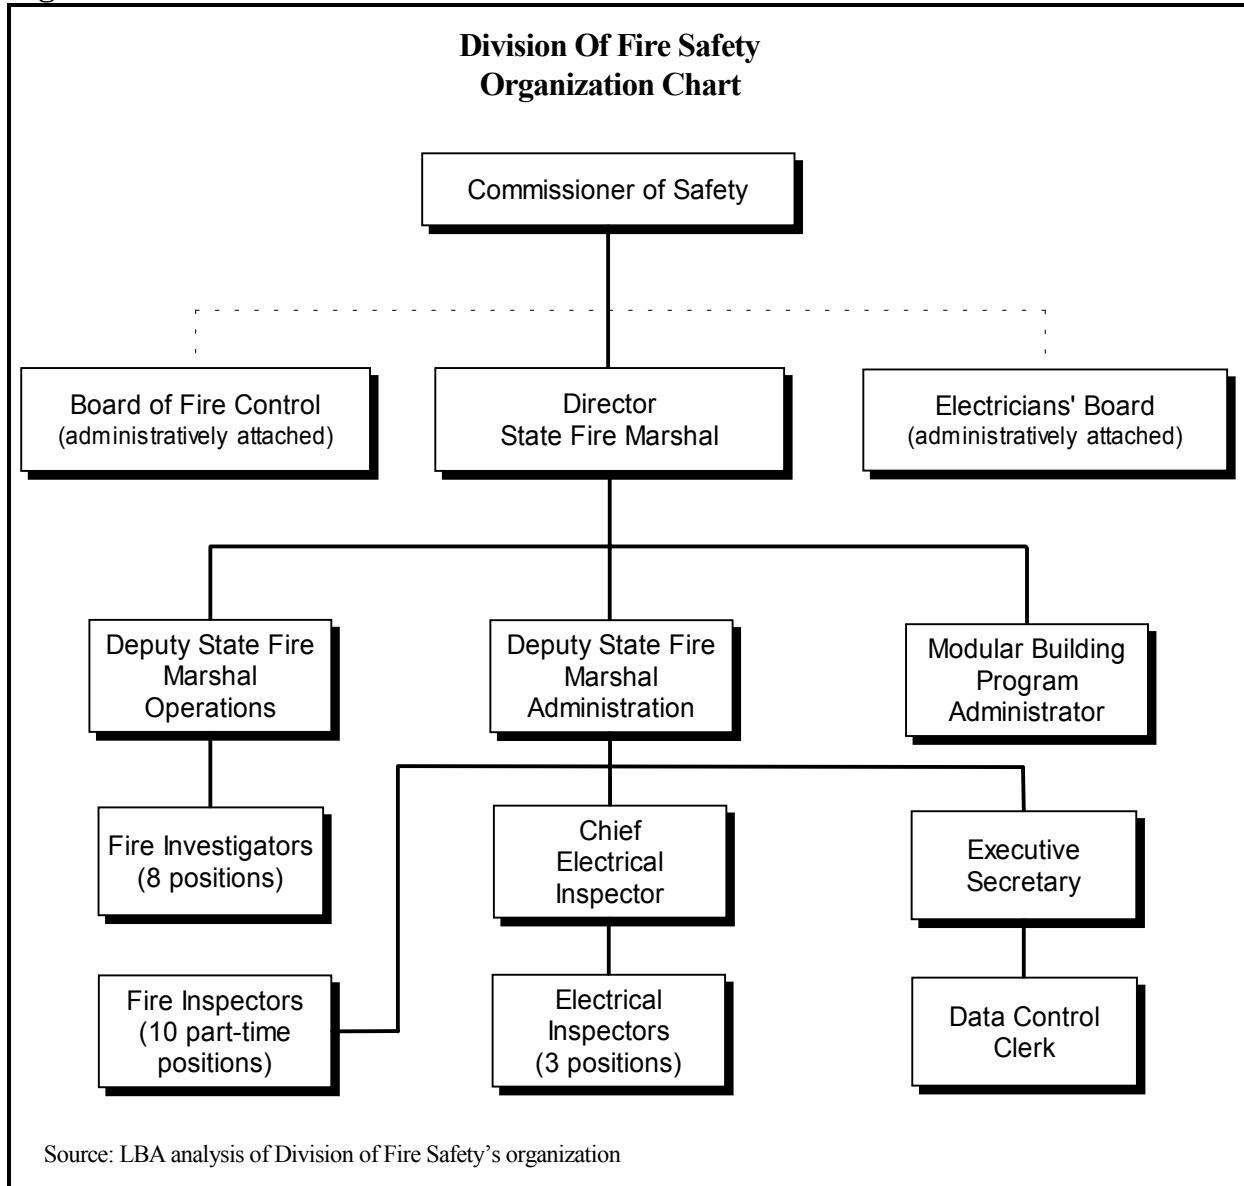 Division Of Fire Safety
Organization Chart
Commissioner of Safety
Board of Fire Control
(administratively attached)
Director
State Fire Marshal
Electricians' Board
(administratively attached)
Deputy State Fire
Marshal
Operations
Deputy State Fire
Marshal
Administration
Modular Building
Program
Administrator
Fire Investigators
(8 positions)
Chief
Electrical
Inspector
Executive
Secretary
Fire Inspectors
(10 part-time
positions)
Electrical
Inspectors
(3 positions)
Data Control
Clerk
Source: LBA analysis of Division of Fire Safety’s organization